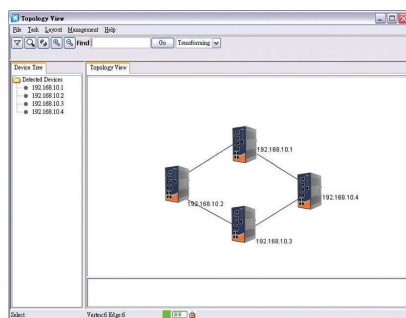 Topology View
File Task Layout Management Help
Find Go Transforming
Device Tree
Detected Devices
192.168.10.1
192.168.10.2
192.168.10.3
192.168.10.4
Topology View
192.168.10.1
192.168.10.2
192.168.10.4
192.168.10.3
Select Vertex:6 Edge:6